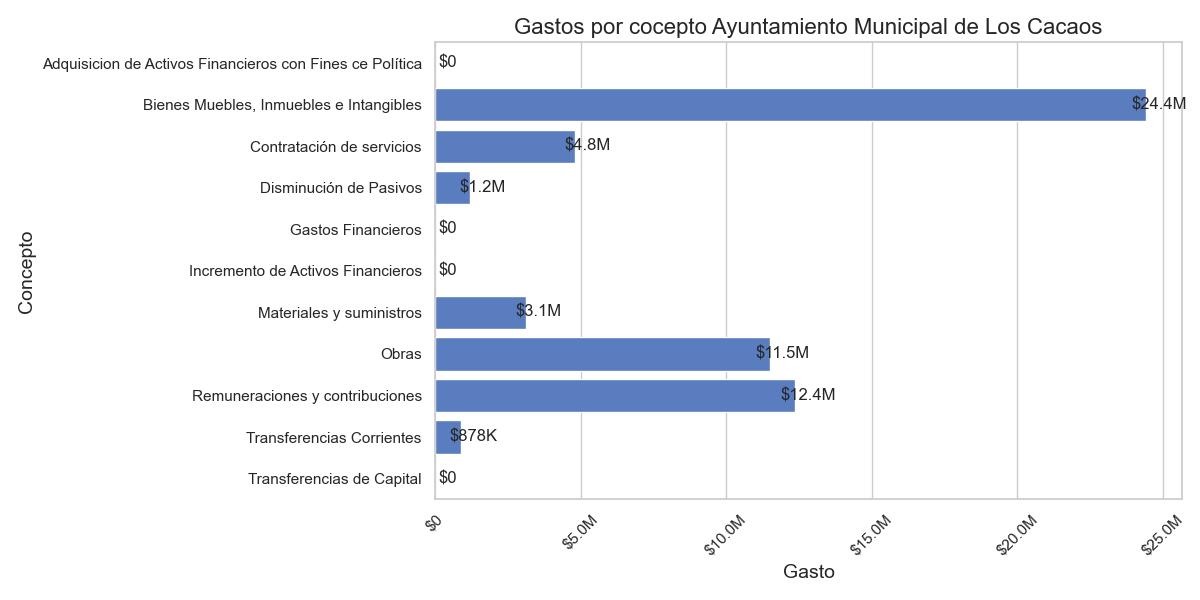 Gastos por cocepto Ayuntamiento Municipal de Los Cacaos
Concepto
Adquisicion de Activos Financieros con Fines ce Política $0
Bienes Muebles, Inmuebles e Intangibles $24.4M
Contratación de servicios $4.8M
Disminución de Pasivos $1.2M
Gastos Financieros $0
Incremento de Activos Financieros $0
Materiales y suministros $3.1M
Obras $11.5M
Remuneraciones y contribuciones $12.4M
Transferencias Corrientes $878K
Transferencias de Capital $0
$0 $5.0M $10.0M $15.0M $20.0M $25.0M
Gasto